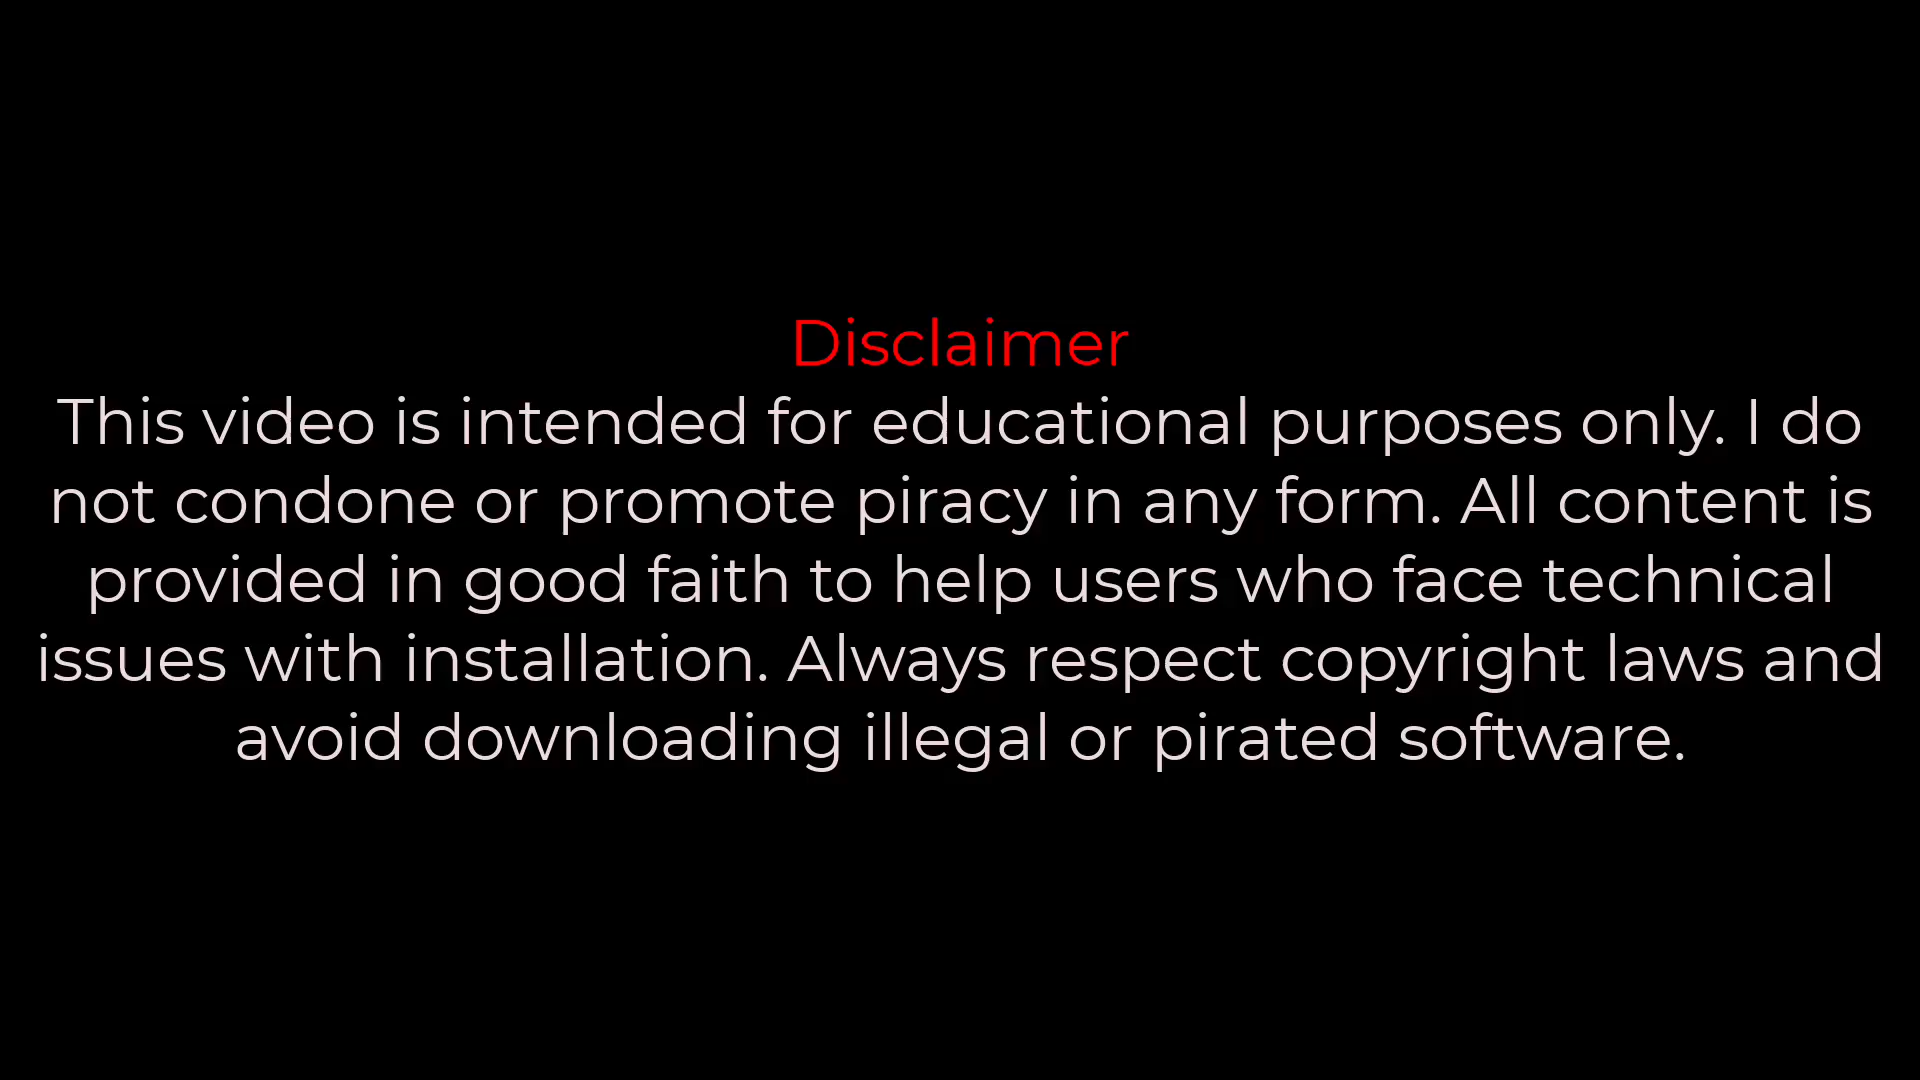 Disclaimer
This video is intended for educational purposes only. I do
not condone or promote piracy in any form. All content is
provided in good faith to help users who face technical
issues with installation. Always respect copyright laws and
avoid downloading illegal or pirated software.